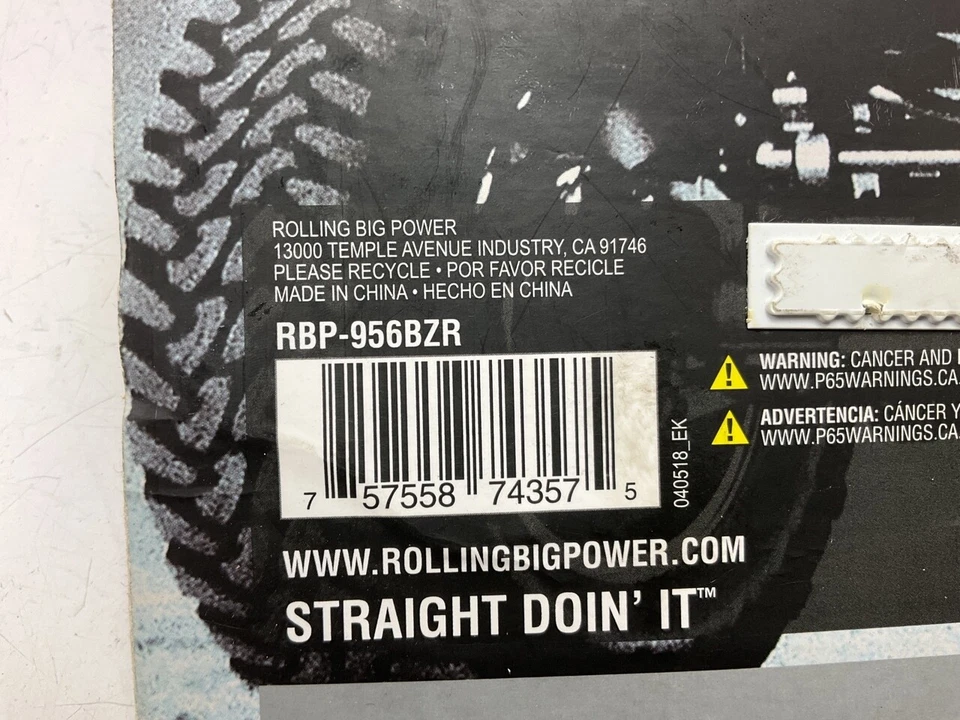 ROLLING BIG POWER
13000 TEMPLE AVENUE INDUSTRY, CA 91746
PLEASE RECYCLE • POR FAVOR RECICLE
MADE IN CHINA • HECHO EN CHINA
RBP-956BZR
7 57558 74357 5
040518_EK
WARNING: CANCER AND
WWW.P65WARNINGS.CA.
ADVERTENCIA: CÁNCER Y
WWW.P65WARNINGS.CA.
WWW.ROLLINGBIGPOWER.COM
STRAIGHT DOIN' IT™